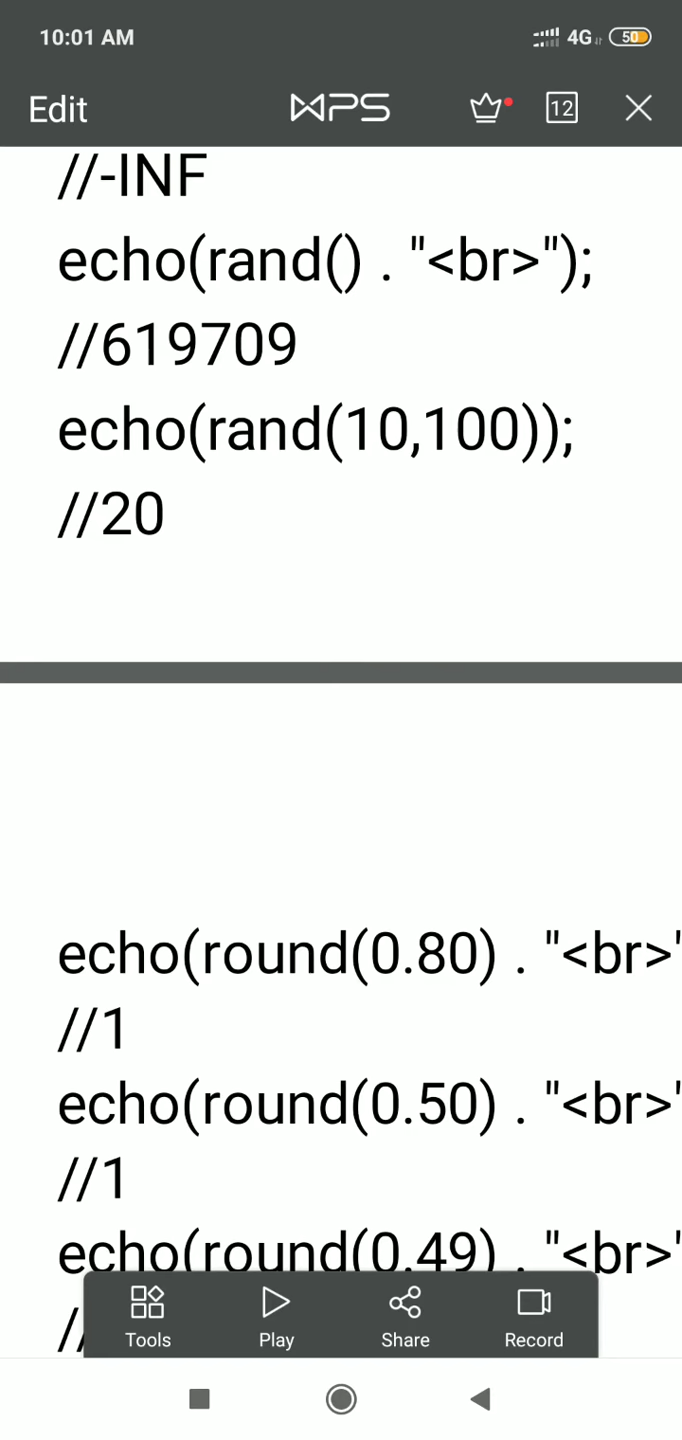 10:01 AM
4G
50
Edit
WPS
12
//-INF
echo(rand() . "<br>");
//619709
echo(rand(10,100));
//20
echo(round(0.80) . "<br>"
//1
echo(round(0.50) . "<br>"
//1
echo(round(0.49) . "<br>"
//
Tools
Play
Share
Record